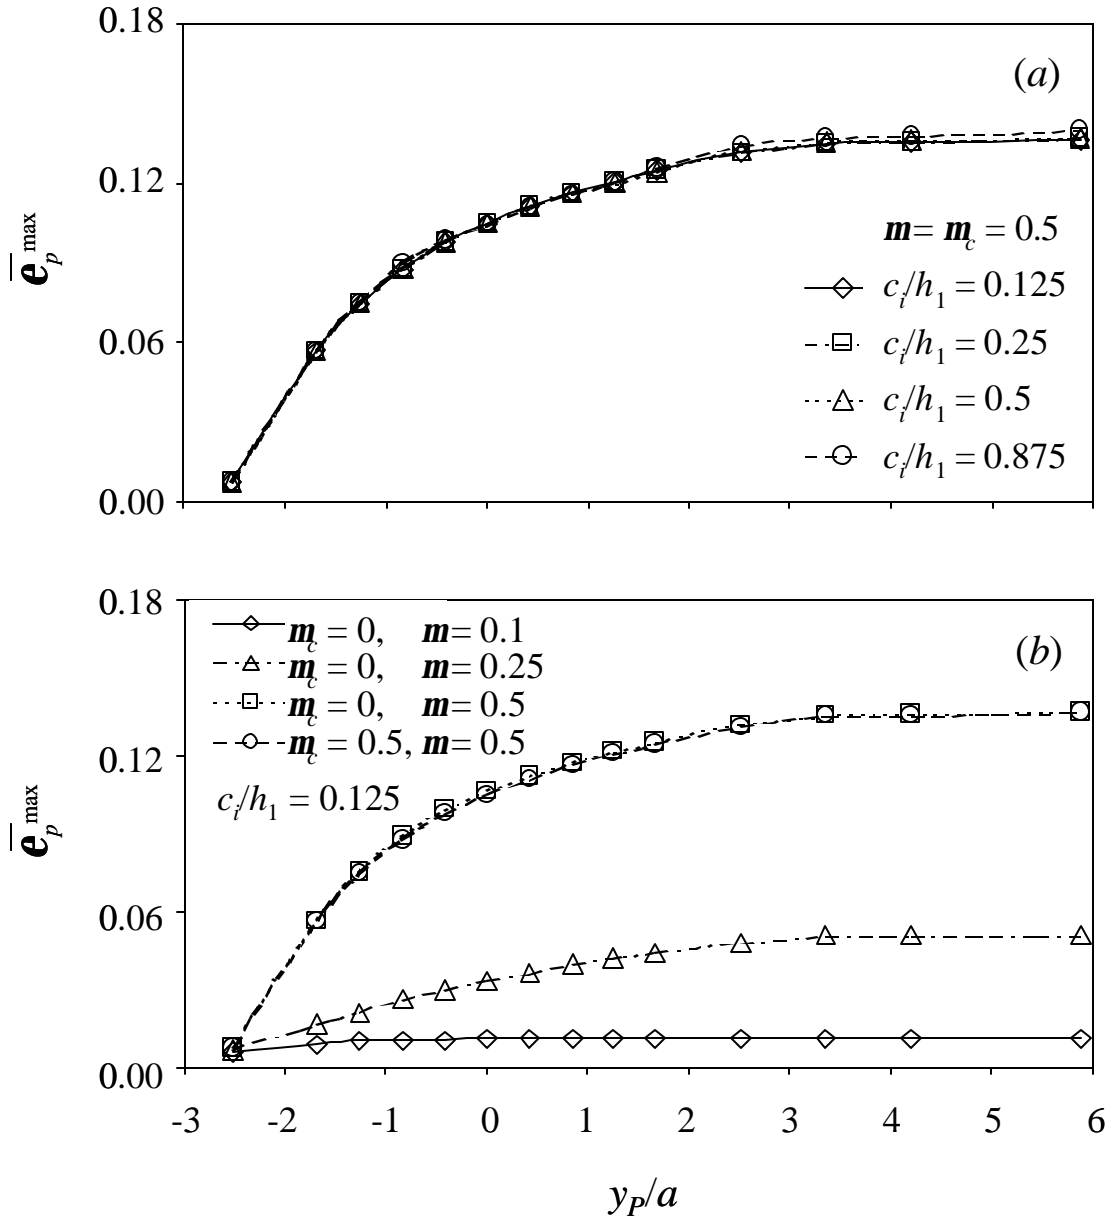 0.18
(a)
0.12
e̅ₚ^max
m= m_c = 0.5
c_i/h_1 = 0.125
c_i/h_1 = 0.25
c_i/h_1 = 0.5
c_i/h_1 = 0.875
0.06
0.00
0.18
m_c = 0, m= 0.1
m_c = 0, m= 0.25
m_c = 0, m= 0.5
m_c = 0.5, m= 0.5
c_i/h_1 = 0.125
(b)
0.12
e̅ₚ^max
0.06
0.00
-3 -2 -1 0 1 2 3 4 5 6
y_P/a